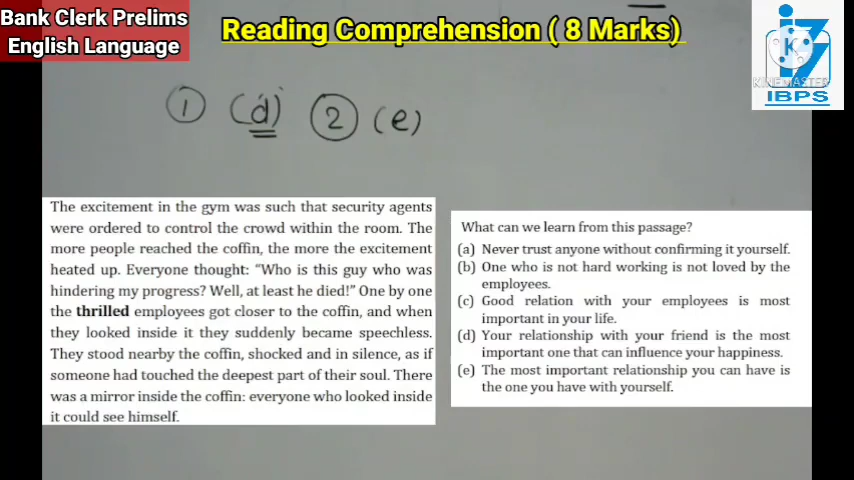 Bank Clerk Prelims
English Language
Reading Comprehension ( 8 Marks)
K
KINEMASTER
IBPS
① (d) ② (e)
The excitement in the gym was such that security agents
were ordered to control the crowd within the room. The
more people reached the coffin, the more the excitement
heated up. Everyone thought: “Who is this guy who was
hindering my progress? Well, at least he died!” One by one
the thrilled employees got closer to the coffin, and when
they looked inside it they suddenly became speechless.
They stood nearby the coffin, shocked and in silence, as if
someone had touched the deepest part of their soul. There
was a mirror inside the coffin: everyone who looked inside
it could see himself.
What can we learn from this passage?
(a) Never trust anyone without confirming it yourself.
(b) One who is not hard working is not loved by the
employees.
(c) Good relation with your employees is most
important in your life.
(d) Your relationship with your friend is the most
important one that can influence your happiness.
(e) The most important relationship you can have is
the one you have with yourself.